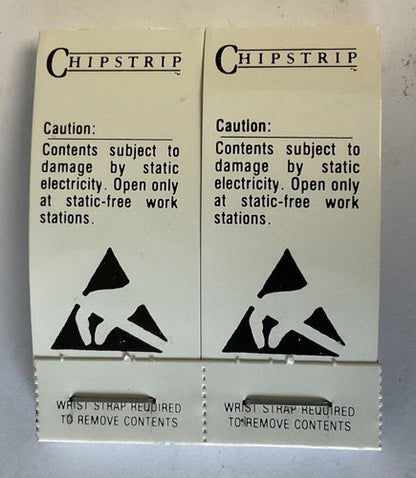 CHIPSTRIP™
Caution:
Contents subject to
damage by static
electricity. Open only
at static-free work
stations.
WRIST STRAP REQUIRED
TO REMOVE CONTENTS
CHIPSTRIP™
Caution:
Contents subject to
damage by static
electricity. Open only
at static-free work
stations.
WRIST STRAP REQUIRED
TO REMOVE CONTENTS